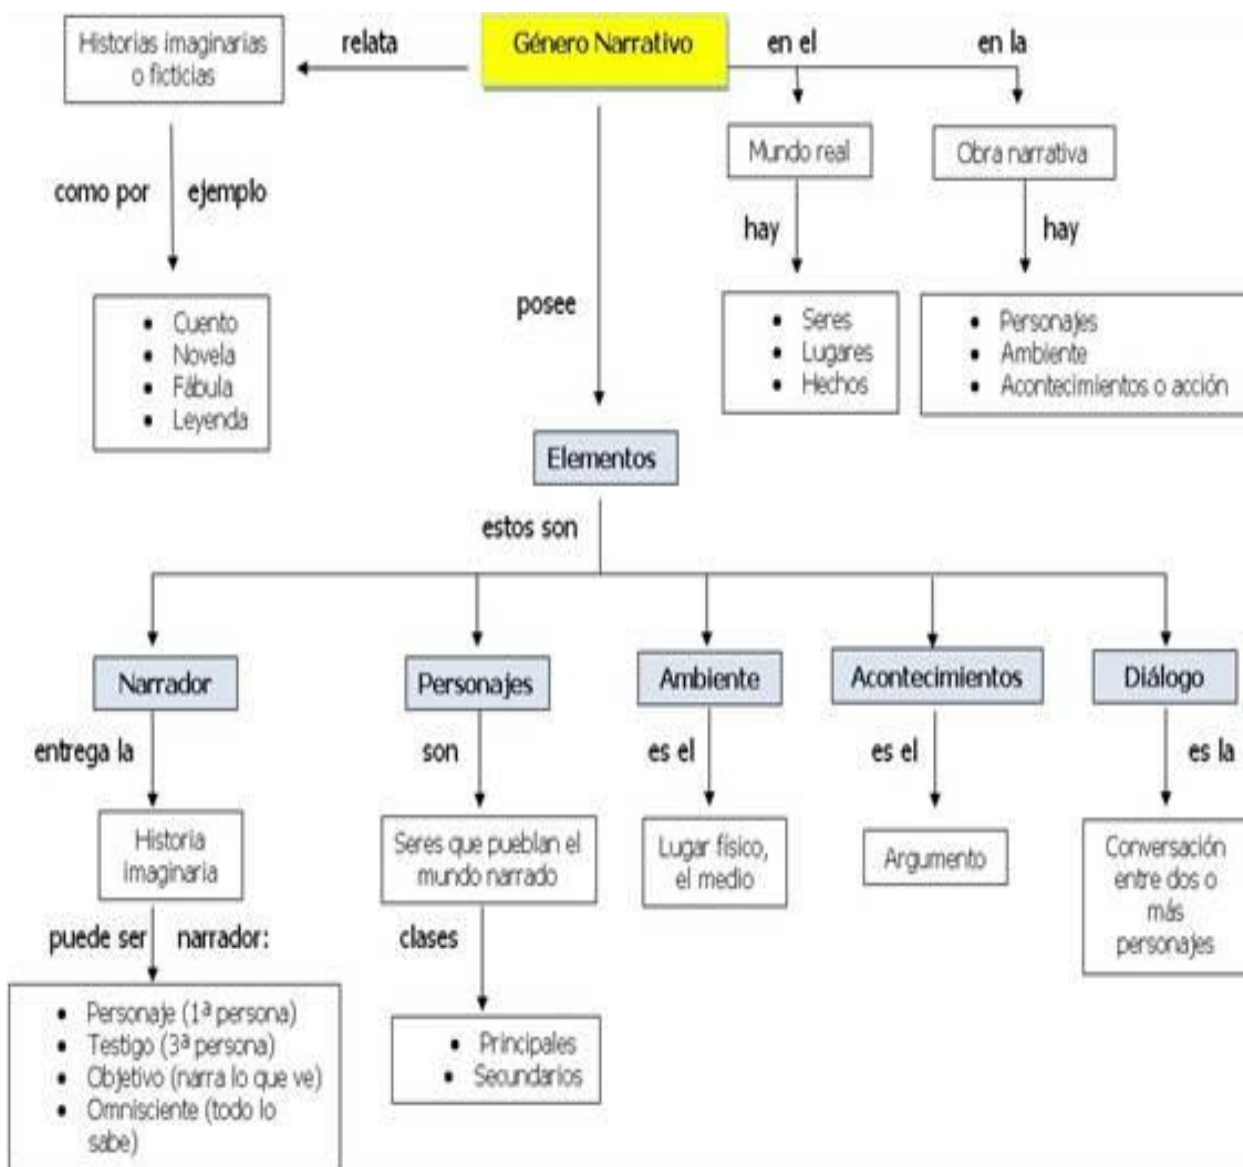 Historias imaginarias
o ficticias
relata
Género Narrativo
en el
en la
Mundo real
Obra narrativa
como por
ejemplo
hay
hay
• Cuento
• Novela
• Fábula
• Leyenda
posee
• Seres
• Lugares
• Hechos
• Personajes
• Ambiente
• Acontecimientos o acción
Elementos
estos son
Narrador
Personajes
Ambiente
Acontecimientos
Diálogo
entrega la
son
es el
es el
es la
Historia
imaginaria
Seres que pueblan el
mundo narrado
Lugar físico,
el medio
Argumento
Conversación
entre dos o
más
personajes
puede ser
narrador:
clases
• Personaje (1ª persona)
• Testigo (3ª persona)
• Objetivo (narra lo que ve)
• Omnisciente (todo lo
sabe)
• Principales
• Secundarios